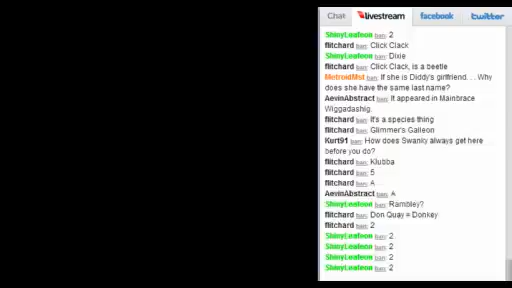 Chat livestream facebook twitter
ShinyLeafeon ban: 2
flitchard ban: Click Clack
ShinyLeafeon ban: Dixie
flitchard ban: Click Clack, is a beetle
MetroidMst ban: If she is Diddy's girlfriend. . . Why
does she have the same last name?
AevinAbstract ban: It appeared in Mainbrace
Wiggadashig.
flitchard ban: It's a species thing
flitchard ban: Glimmer's Galleon
Kurt91 ban: How does Swanky always get here
before you do?
flitchard ban: Klubba
flitchard ban: 5
flitchard ban: A
AevinAbstract ban: A
ShinyLeafeon ban: Rambley?
flitchard ban: Don Quay = Donkey
flitchard ban: 2
ShinyLeafeon ban: 2
ShinyLeafeon ban: 2
ShinyLeafeon ban: 2
ShinyLeafeon ban: 2